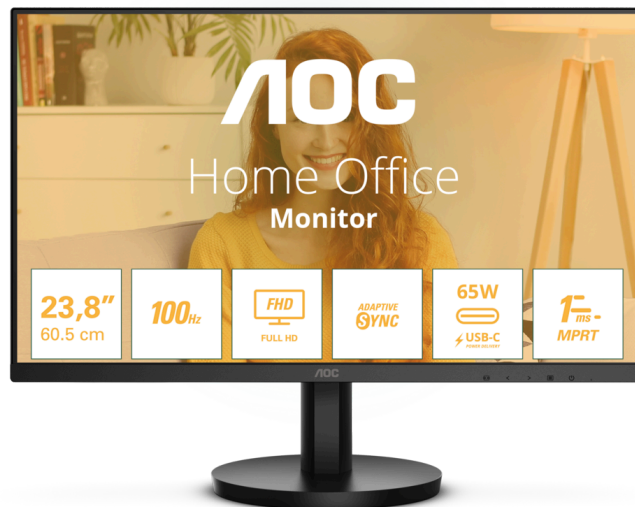 AOC
Home Office
Monitor
23,8"
60.5 cm
100Hz
FHD
FULL HD
ADAPTIVE
SYNC
65W
USB-C
1ms
MPRT
AOC